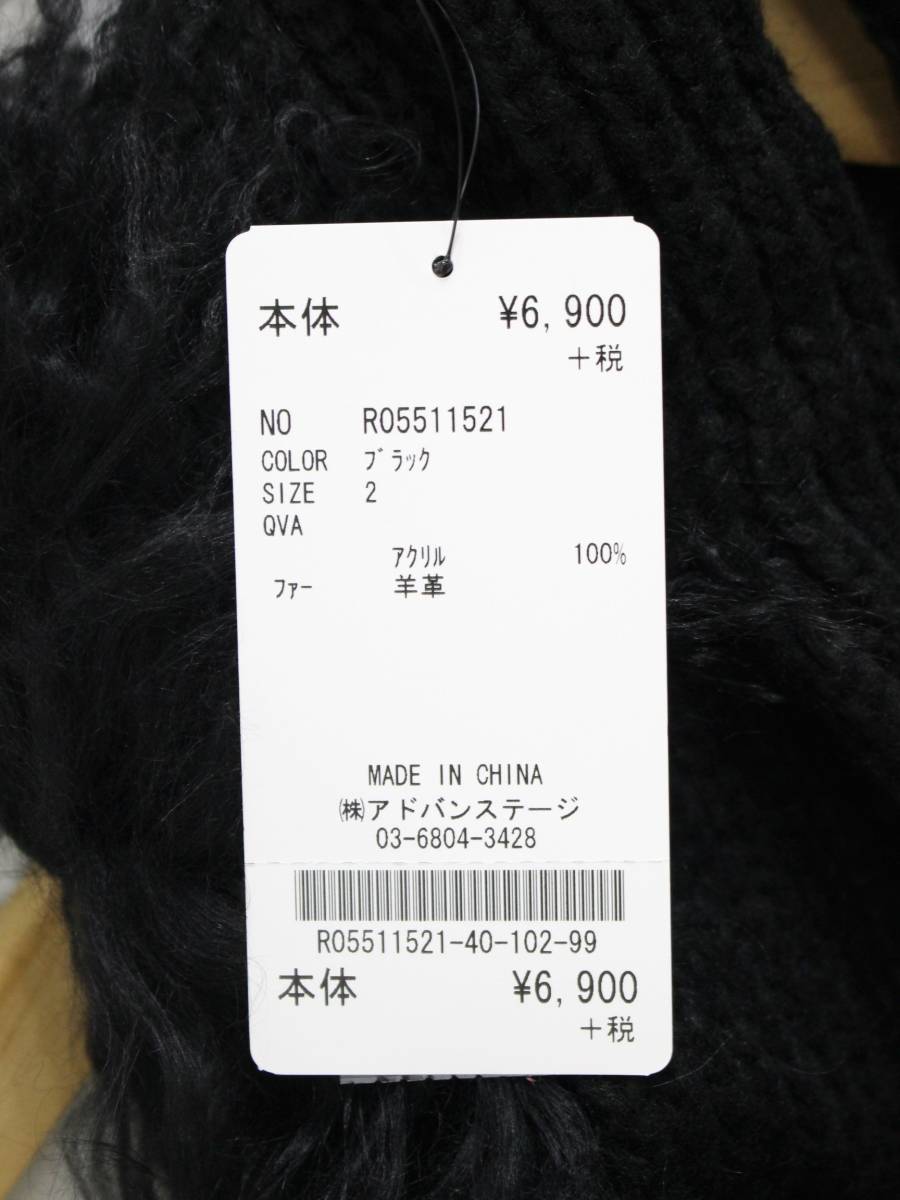 本体 ¥6,900
+税
NO R05511521
COLOR ﾌﾞﾗｯｸ
SIZE 2
QVA
ｱｸﾘﾙ 100%
ﾌｧｰ 羊革
MADE IN CHINA
㈱アドバンステージ
03-6804-3428
R05511521-40-102-99
本体 ¥6,900
+税